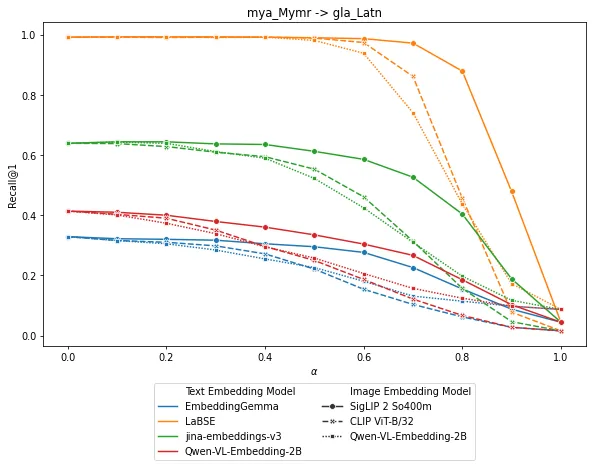 mya_Mymr -> gla_Latn
Recall@1
1.0
0.8
0.6
0.4
0.2
0.0
0.0 0.2 0.4 0.6 0.8 1.0
α
Text Embedding Model
EmbeddingGemma
LaBSE
jina-embeddings-v3
Qwen-VL-Embedding-2B
Image Embedding Model
SigLIP 2 So400m
CLIP ViT-B/32
Qwen-VL-Embedding-2B